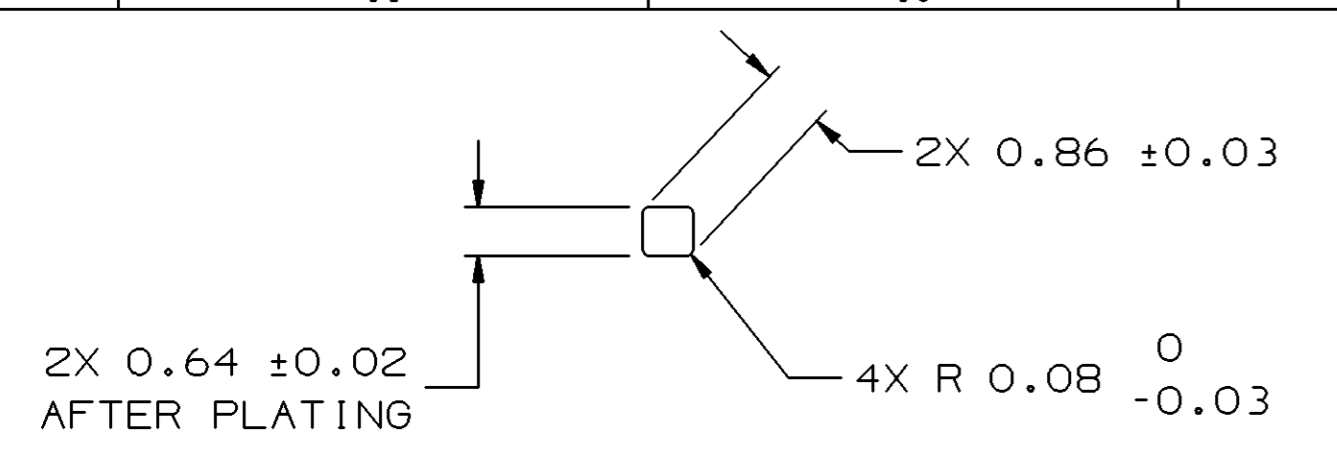 2X 0.86 ±0.03
2X 0.64 ±0.02
AFTER PLATING
4X R 0.08 0
-0.03